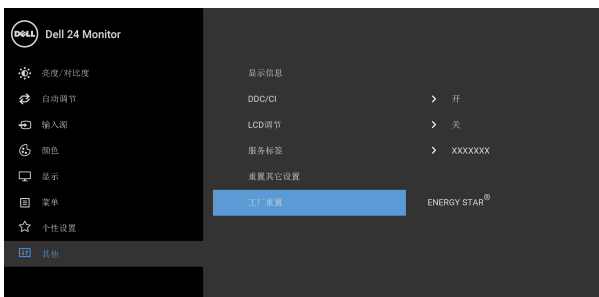 DELL Dell 24 Monitor
亮度/对比度
自动调节
输入源
颜色
显示
菜单
个性设置
其他
显示信息
DDC/CI 开
LCD调节 关
服务标签 XXXXXXX
重置其它设置
工厂重置 ENERGY STAR®